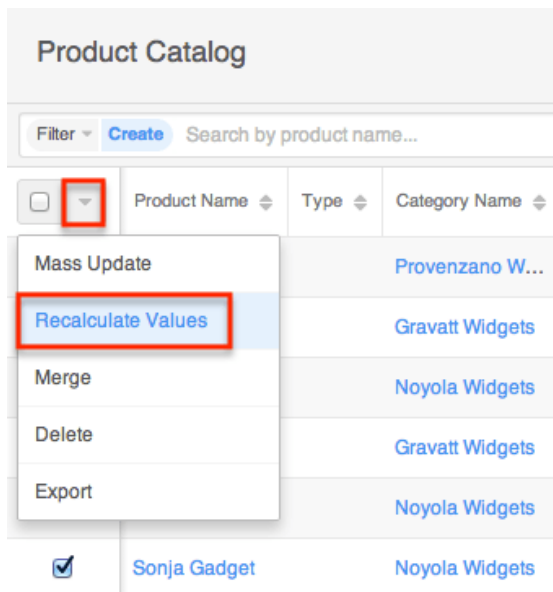 Product Catalog
Filter Create Search by product name...
Product Name Type Category Name
Mass Update
Provenzano W...
Recalculate Values
Gravatt Widgets
Merge
Noyola Widgets
Delete
Gravatt Widgets
Export
Noyola Widgets
Sonja Gadget Noyola Widgets